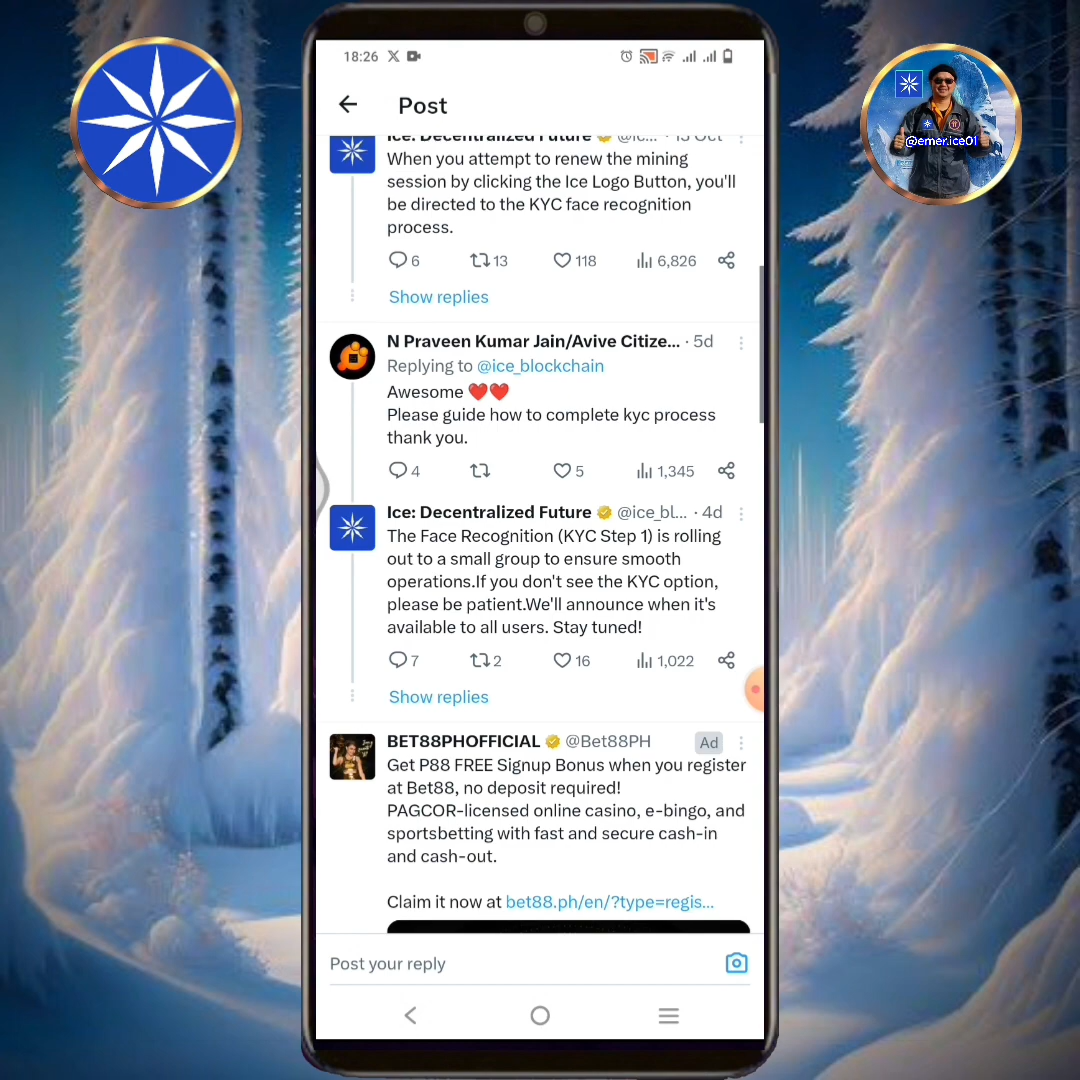 18:26
Post
Ice: Decentralized Future @ic... · 13 Oct
When you attempt to renew the mining
session by clicking the Ice Logo Button, you'll
be directed to the KYC face recognition
process.
6 13 118 6,826
Show replies
N Praveen Kumar Jain/Avive Citize... · 5d
Replying to @ice_blockchain
Awesome ❤️❤️
Please guide how to complete kyc process
thank you.
4 5 1,345
Ice: Decentralized Future @ice_bl... · 4d
The Face Recognition (KYC Step 1) is rolling
out to a small group to ensure smooth
operations.If you don't see the KYC option,
please be patient.We'll announce when it's
available to all users. Stay tuned!
7 2 16 1,022
Show replies
BET88PHOFFICIAL @Bet88PH Ad
Get P88 FREE Signup Bonus when you register
at Bet88, no deposit required!
PAGCOR-licensed online casino, e-bingo, and
sportsbetting with fast and secure cash-in
and cash-out.
Claim it now at bet88.ph/en/?type=regis...
Post your reply
@emer.ice01